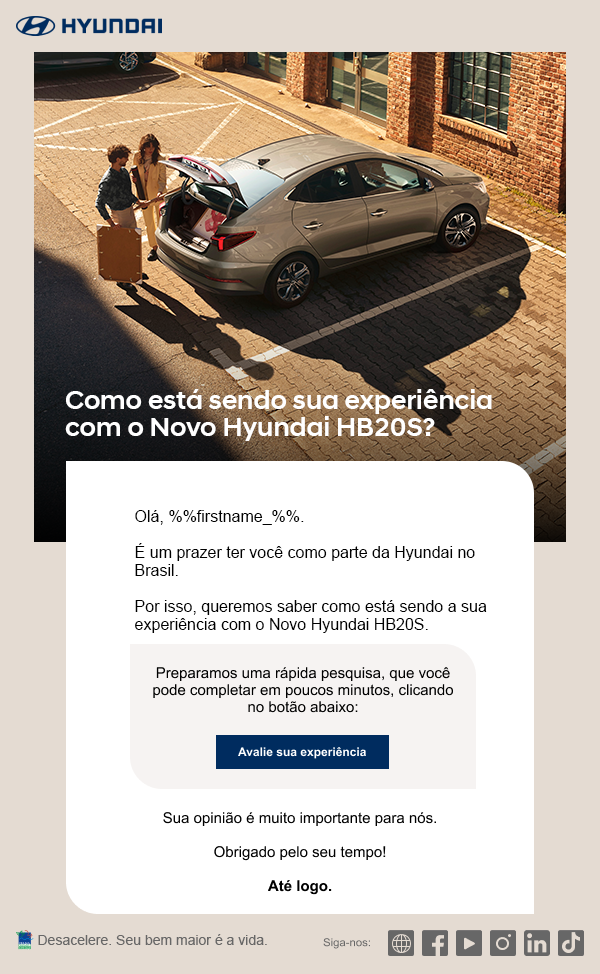 HYUNDAI
Como está sendo sua experiência
com o Novo Hyundai HB20S?
Olá, %%firstname_%%.
É um prazer ter você como parte da Hyundai no
Brasil.
Por isso, queremos saber como está sendo a sua
experiência com o Novo Hyundai HB20S.
Preparamos uma rápida pesquisa, que você
pode completar em poucos minutos, clicando
no botão abaixo:
Avalie sua experiência
Sua opinião é muito importante para nós.
Obrigado pelo seu tempo!
Até logo.
Desacelere. Seu bem maior é a vida.
Siga-nos: